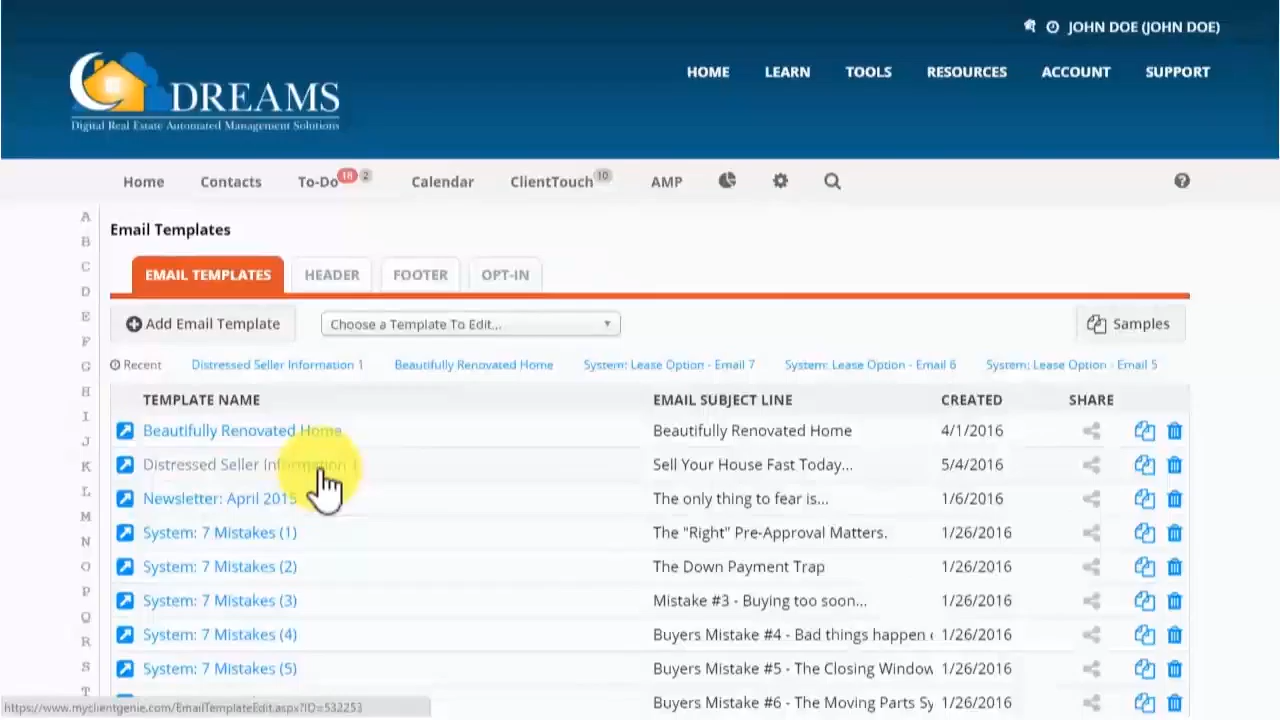 JOHN DOE (JOHN DOE)
HOME LEARN TOOLS RESOURCES ACCOUNT SUPPORT
DREAMS
Digital Real Estate Automated Management Solutions
Home Contacts To-Do 18 2 Calendar ClientTouch 10 AMP
A
B
C
D
E
F
G
H
I
J
K
L
M
N
O
P
Q
R
S
T
Email Templates
EMAIL TEMPLATES HEADER FOOTER OPT-IN
Add Email Template Choose a Template To Edit... Samples
Recent Distressed Seller Information 1 Beautifully Renovated Home System: Lease Option - Email 7 System: Lease Option - Email 6 System: Lease Option - Email 5
TEMPLATE NAME EMAIL SUBJECT LINE CREATED SHARE
Beautifully Renovated Home Beautifully Renovated Home 4/1/2016
Distressed Seller Information 1 Sell Your House Fast Today... 5/4/2016
Newsletter: April 2015 The only thing to fear is... 1/6/2016
System: 7 Mistakes (1) The "Right" Pre-Approval Matters. 1/26/2016
System: 7 Mistakes (2) The Down Payment Trap 1/26/2016
System: 7 Mistakes (3) Mistake #3 - Buying too soon... 1/26/2016
System: 7 Mistakes (4) Buyers Mistake #4 - Bad things happen 1/26/2016
System: 7 Mistakes (5) Buyers Mistake #5 - The Closing Window 1/26/2016
Buyers Mistake #6 - The Moving Parts Sy 1/26/2016
https://www.myclientgenie.com/EmailTemplateEdit.aspx?ID=532253